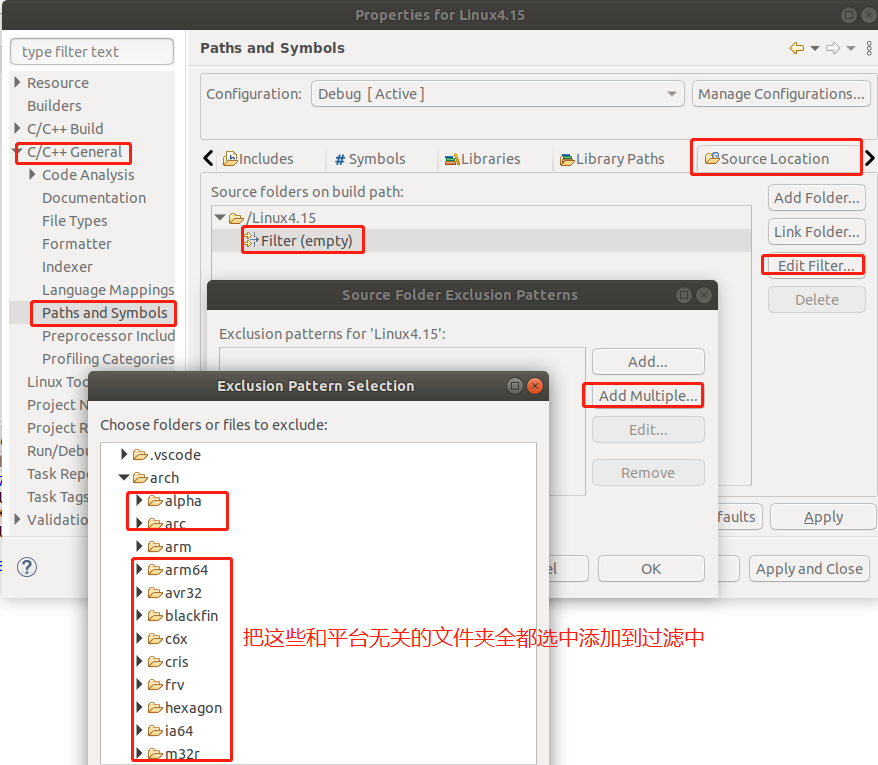 Properties for Linux4.15
type filter text
Paths and Symbols
Resource
Builders
C/C++ Build
C/C++ General
Code Analysis
Documentation
File Types
Formatter
Indexer
Language Mappings
Paths and Symbols
Preprocessor Includ
Profiling Categories
Linux Too
Project N
Project R
Run/Debu
Task Repo
Task Tags
Validatio
Configuration:
Debug [ Active ]
Manage Configurations...
Includes
# Symbols
Libraries
Library Paths
Source Location
Source folders on build path:
/Linux4.15
Filter (empty)
Add Folder...
Link Folder...
Edit Filter...
Delete
Source Folder Exclusion Patterns
Exclusion patterns for 'Linux4.15':
Add...
Add Multiple...
Edit...
Remove
faults
Apply
el
OK
Apply and Close
Exclusion Pattern Selection
Choose folders or files to exclude:
.vscode
arch
alpha
arc
arm
arm64
avr32
blackfin
c6x
cris
frv
hexagon
ia64
m32r
把这些和平台无关的文件夹全都选中添加到过滤中